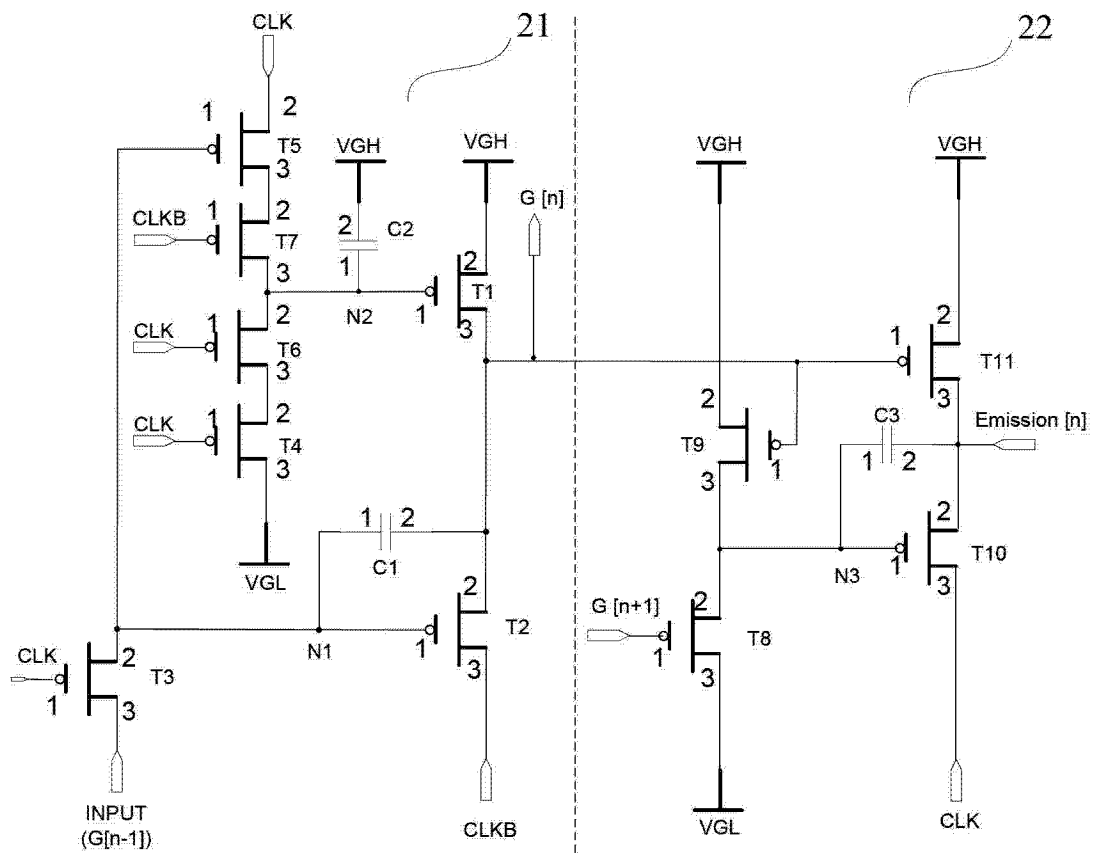 CLK
21
22
1
2
T5
3
VGH
VGH
VGH
VGH
G [n]
CLKB
1
2
T7
3
2
C2
1
2
T1
1
3
N2
CLK
1
2
T6
3
1
2
T11
3
CLK
1
2
T4
3
2
T9
1
3
C3
1
2
Emission [n]
VGL
1
2
C1
2
T10
1
3
N3
CLK
1
2
T3
3
N1
2
T2
1
3
G [n+1]
1
2
T8
3
INPUT
(G[n-1])
CLKB
VGL
CLK